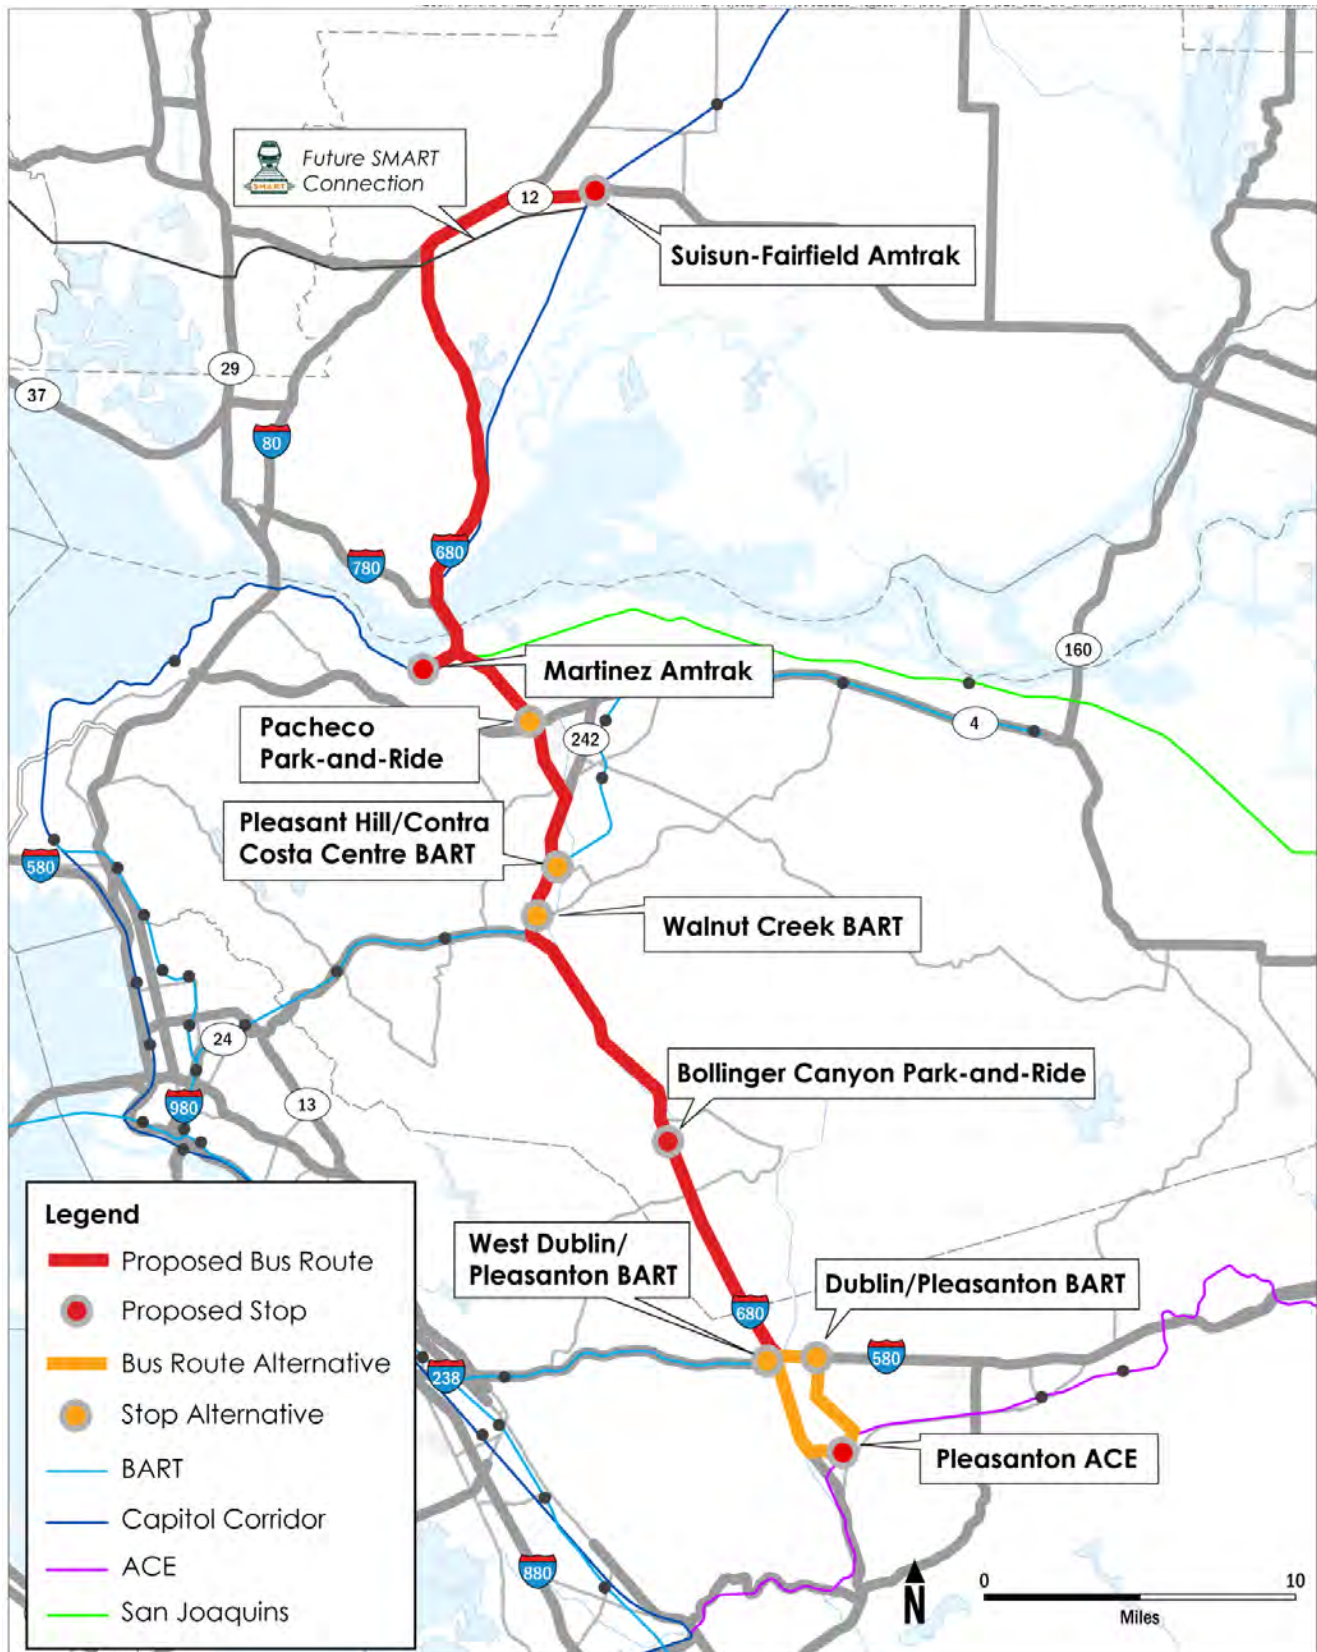 Future SMART
Connection
SMART
12
Suisun-Fairfield Amtrak
29
37
80
680
780
160
Martinez Amtrak
Pacheco
Park-and-Ride
242
4
Pleasant Hill/Contra
Costa Centre BART
580
Walnut Creek BART
24
Bollinger Canyon Park-and-Ride
980
13
Legend
Proposed Bus Route
Proposed Stop
Bus Route Alternative
Stop Alternative
BART
Capitol Corridor
ACE
San Joaquins
West Dublin/
Pleasanton BART
Dublin/Pleasanton BART
680
580
238
Pleasanton ACE
880
N
0
10
Miles